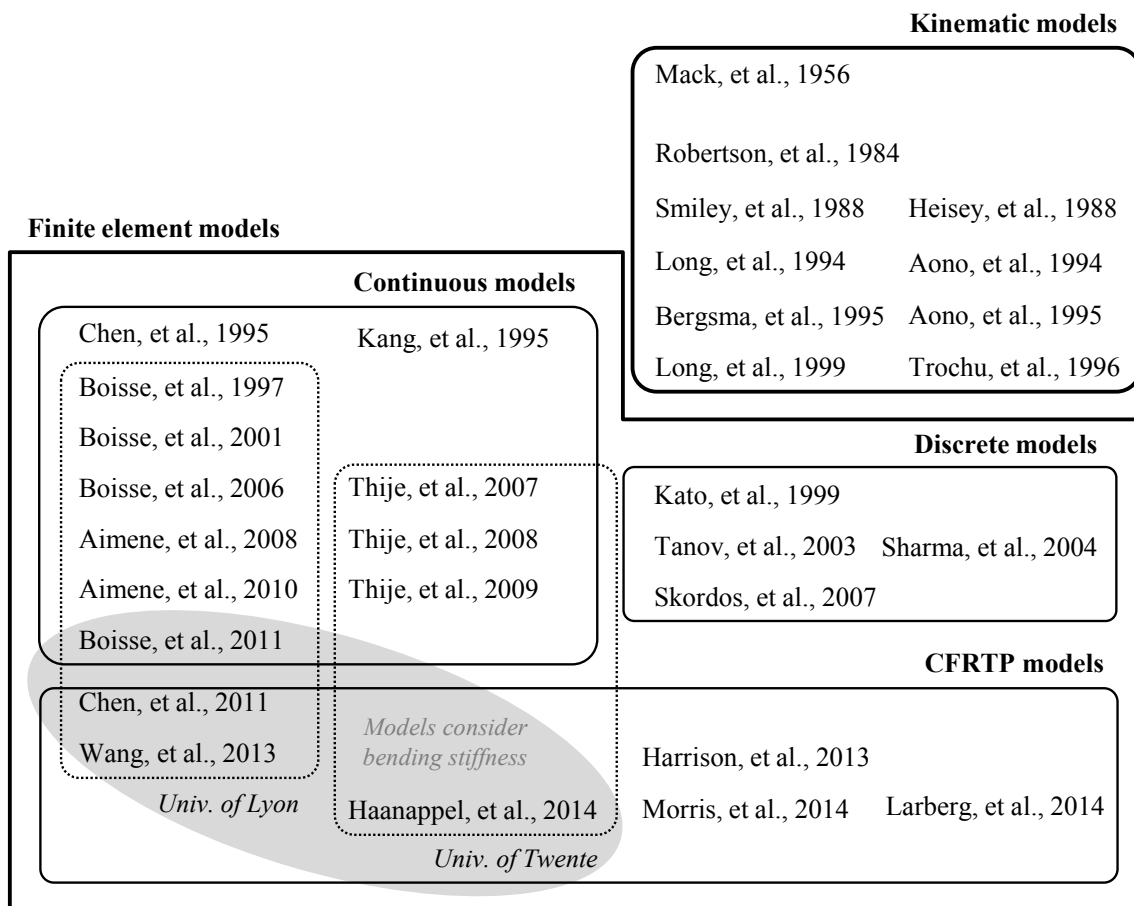 Kinematic models
Mack, et al., 1956
Robertson, et al., 1984
Smiley, et al., 1988
Heisey, et al., 1988
Long, et al., 1994
Aono, et al., 1994
Bergsma, et al., 1995
Aono, et al., 1995
Long, et al., 1999
Trochu, et al., 1996
Finite element models
Continuous models
Chen, et al., 1995
Kang, et al., 1995
Boisse, et al., 1997
Boisse, et al., 2001
Boisse, et al., 2006
Aimene, et al., 2008
Aimene, et al., 2010
Boisse, et al., 2011
Thije, et al., 2007
Thije, et al., 2008
Thije, et al., 2009
Discrete models
Kato, et al., 1999
Tanov, et al., 2003
Sharma, et al., 2004
Skordos, et al., 2007
CFRTP models
Chen, et al., 2011
Wang, et al., 2013
Univ. of Lyon
Models consider
bending stiffness
Haanappel, et al., 2014
Univ. of Twente
Harrison, et al., 2013
Morris, et al., 2014
Larberg, et al., 2014